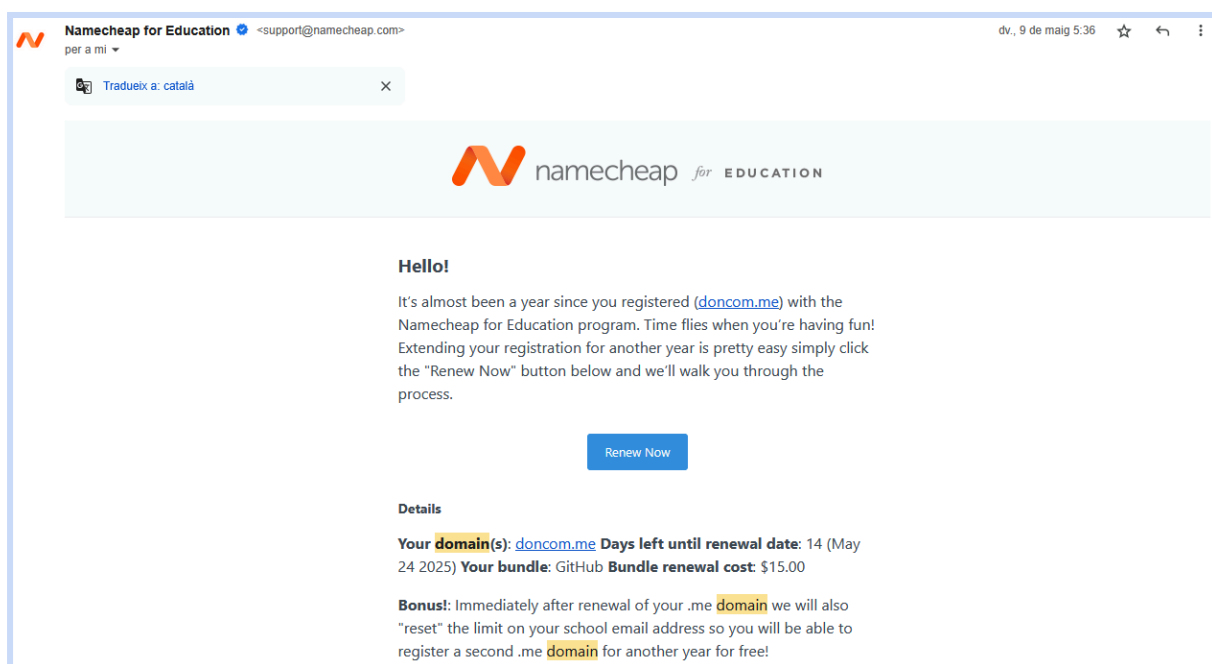 Namecheap for Education <support@namecheap.com>
dv., 9 de maig 5:36
per a mi
Tradueix a: català
namecheap for EDUCATION
Hello!
It's almost been a year since you registered (doncom.me) with the
Namecheap for Education program. Time flies when you're having fun!
Extending your registration for another year is pretty easy simply click
the "Renew Now" button below and we'll walk you through the
process.
Renew Now
Details
Your domain(s): doncom.me Days left until renewal date: 14 (May
24 2025) Your bundle: GitHub Bundle renewal cost: $15.00
Bonus!: Immediately after renewal of your .me domain we will also
"reset" the limit on your school email address so you will be able to
register a second .me domain for another year for free!